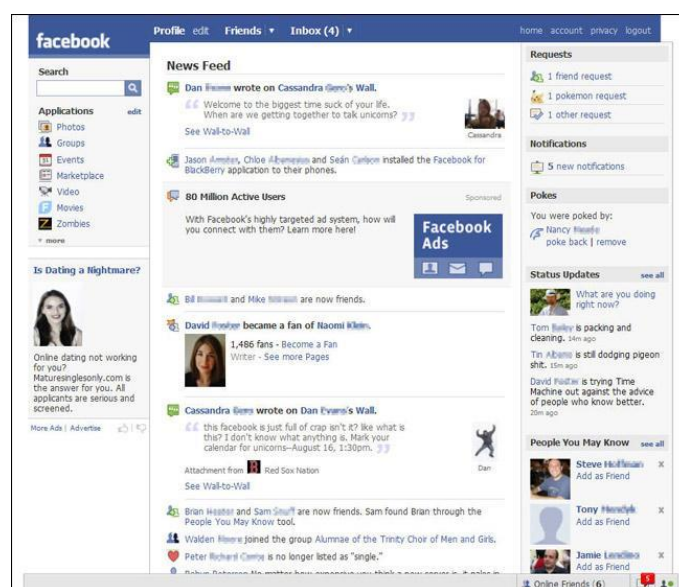 facebook
Profile edit Friends ▾ Inbox (4) ▾
home account privacy logout
Search
Applications edit
Photos
Groups
Events
Marketplace
Video
Movies
Zombies
▾ more
Is Dating a Nightmare?
Online dating not working
for you?
Maturesinglesonly.com is
the answer for you. All
applicants are serious and
screened.
More Ads | Advertise
News Feed
Dan wrote on Cassandra 's Wall.
Welcome to the biggest time suck of your life.
When are we getting together to talk unicorns?
See Wall-to-Wall
Cassandra
Jason , Chloe and Seán installed the Facebook for
BlackBerry application to their phones.
80 Million Active Users
Sponsored
With Facebook's highly targeted ad system, how will
you connect with them? Learn more here!
Facebook
Ads
Bill and Mike are now friends.
David became a fan of Naomi .
1,486 fans - Become a Fan
Writer - See more Pages
Cassandra wrote on Dan 's Wall.
this facebook is just full of crap isn't it? like what is
this? I don't know what anything is. Mark your
calendar for unicorns--August 16, 1:30pm.
Attachment from B Red Sox Nation
See Wall-to-Wall
Dan
Brian and Sam are now friends. Sam found Brian through the
People You May Know tool.
Walden joined the group Alumnae of the Trinity Choir of Men and Girls.
Peter is no longer listed as "single."
Requests
1 friend request
1 pokemon request
1 other request
Notifications
5 new notifications
Pokes
You were poked by:
Nancy
poke back | remove
Status Updates see all
What are you doing
right now?
Tom is packing and
cleaning. 14m ago
Tin is still dodging pigeon
shit. 15m ago
David is trying Time
Machine out against the advice
of people who know better.
20m ago
People You May Know see all
Steve x
Add as Friend
Tony x
Add as Friend
Jamie x
Add as Friend
Online Friends (6)
5